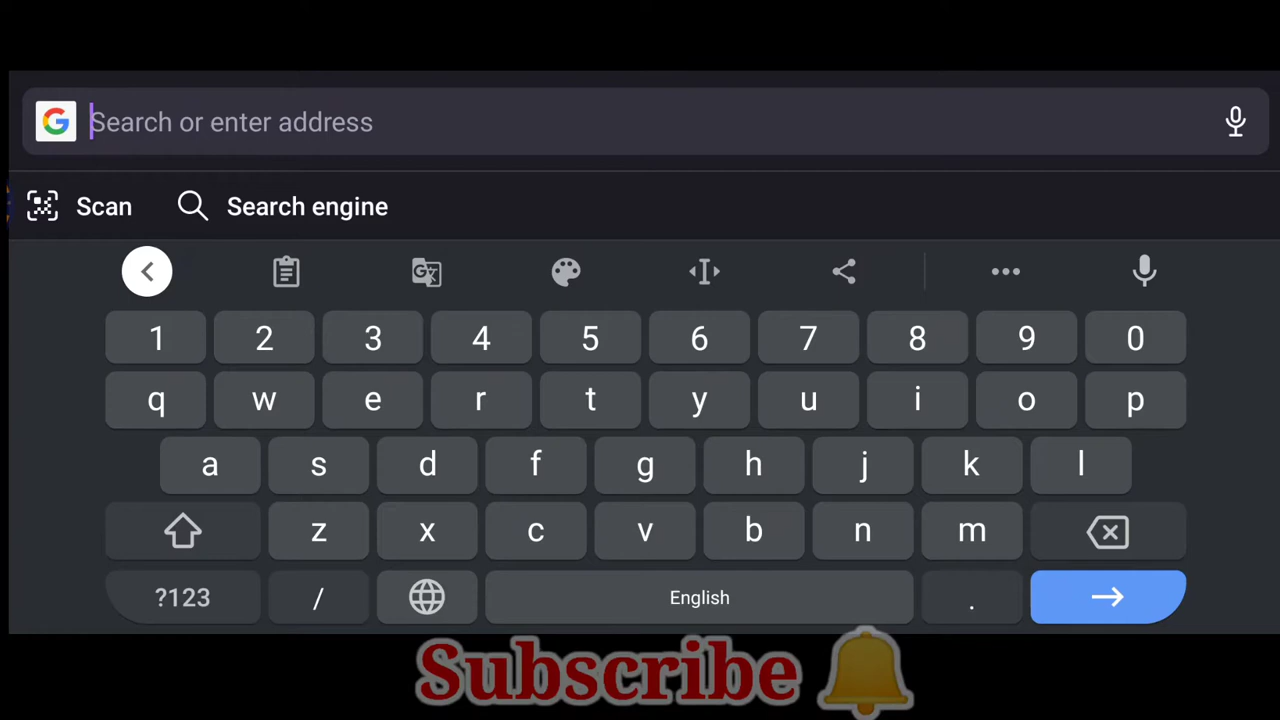 Search or enter address
Scan Search engine
1 2 3 4 5 6 7 8 9 0
q w e r t y u i o p
a s d f g h j k l
z x c v b n m
?123 / English .
Subscribe